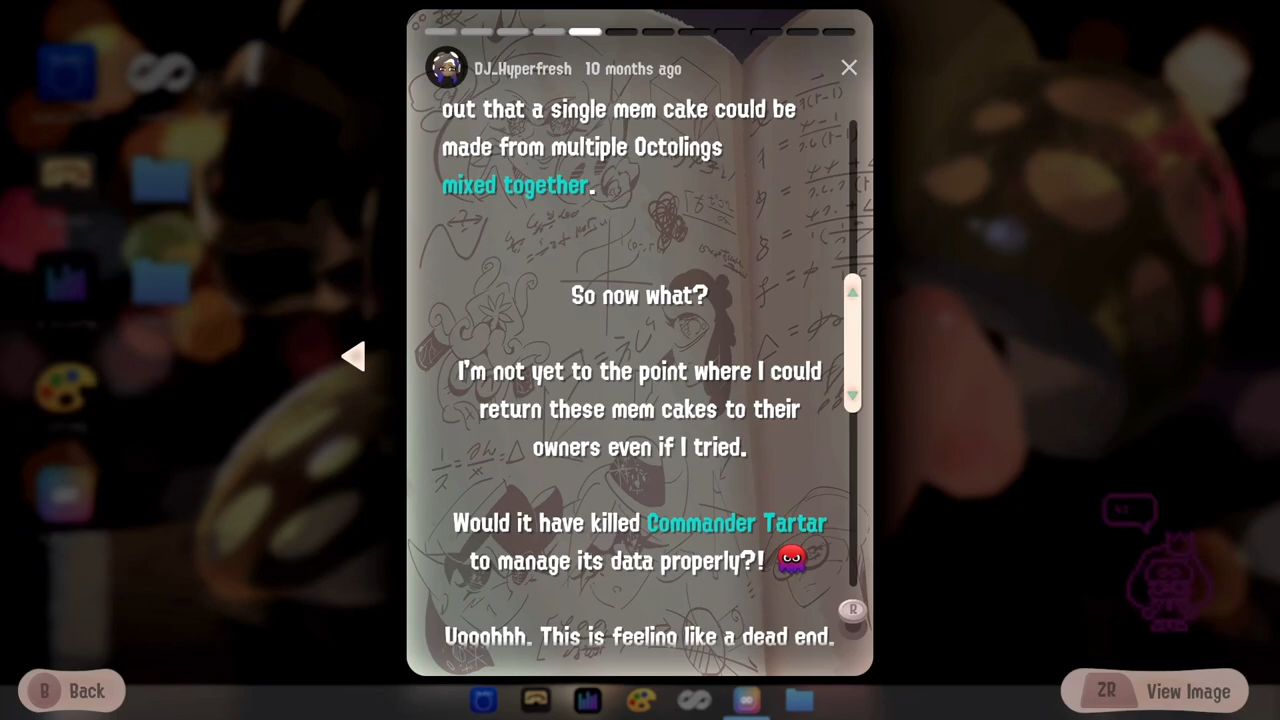 DJ_Hyperfresh 10 months ago
out that a single mem cake could be
made from multiple Octolings
mixed together.
So now what?
I'm not yet to the point where I could
return these mem cakes to their
owners even if I tried.
Would it have killed Commander Tartar
to manage its data properly?!
Ugghhh. This is feeling like a dead end.
R
B Back
ZR View Image